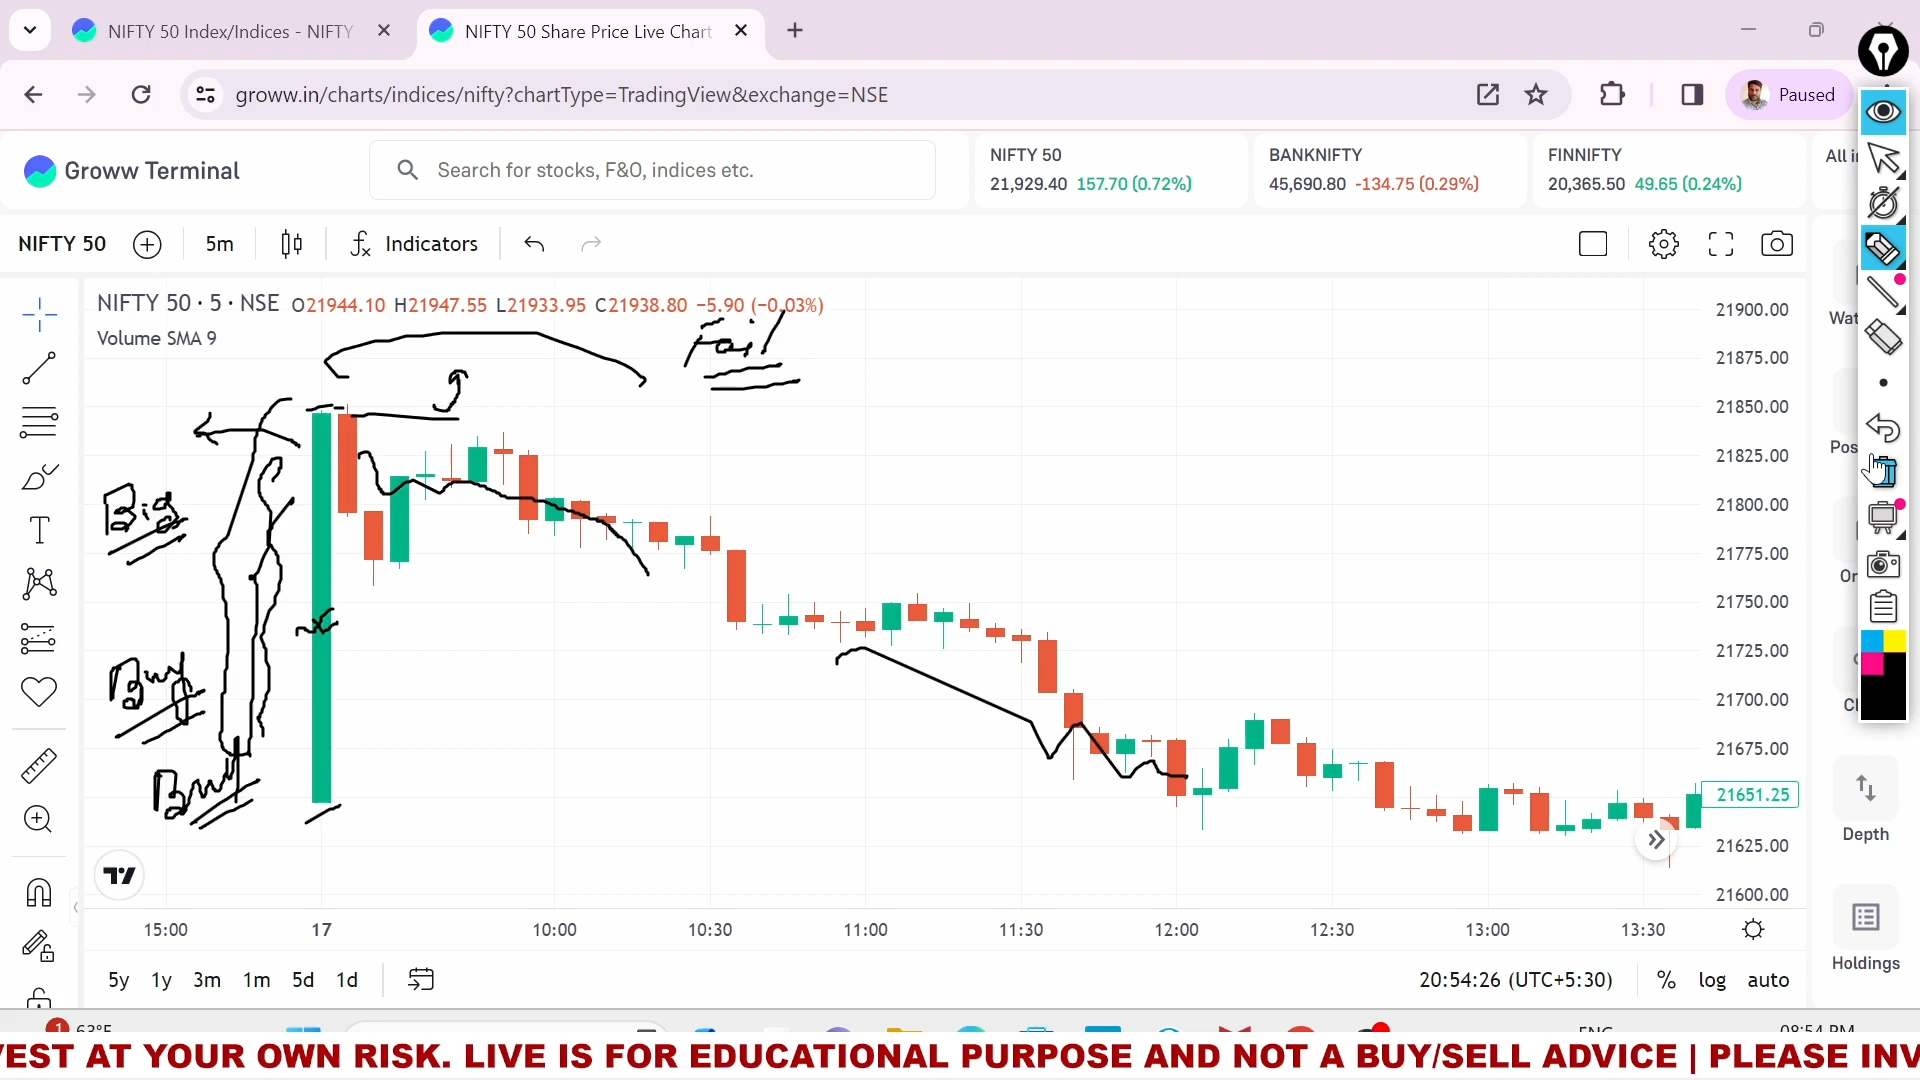 NIFTY 50 Index/Indices - NIFTY
NIFTY 50 Share Price Live Chart
groww.in/charts/indices/nifty?chartType=TradingView&exchange=NSE
Paused
Groww Terminal
Search for stocks, F&O, indices etc.
NIFTY 50
21,929.40 157.70 (0.72%)
BANKNIFTY
45,690.80 -134.75 (0.29%)
FINNIFTY
20,365.50 49.65 (0.24%)
All
NIFTY 50
5m
Indicators
NIFTY 50 · 5 · NSE O21944.10 H21947.55 L21933.95 C21938.80 −5.90 (−0.03%)
Volume SMA 9
Fail
Big
Buy
21900.00
21875.00
21850.00
21825.00
21800.00
21775.00
21750.00
21725.00
21700.00
21675.00
21651.25
21625.00
21600.00
Depth
Holdings
15:00 17 10:00 10:30 11:00 11:30 12:00 12:30 13:00 13:30
5y 1y 3m 1m 5d 1d
20:54:26 (UTC+5:30) % log auto
63°F
ENG
08:54 PM
VEST AT YOUR OWN RISK. LIVE IS FOR EDUCATIONAL PURPOSE AND NOT A BUY/SELL ADVICE | PLEASE INV